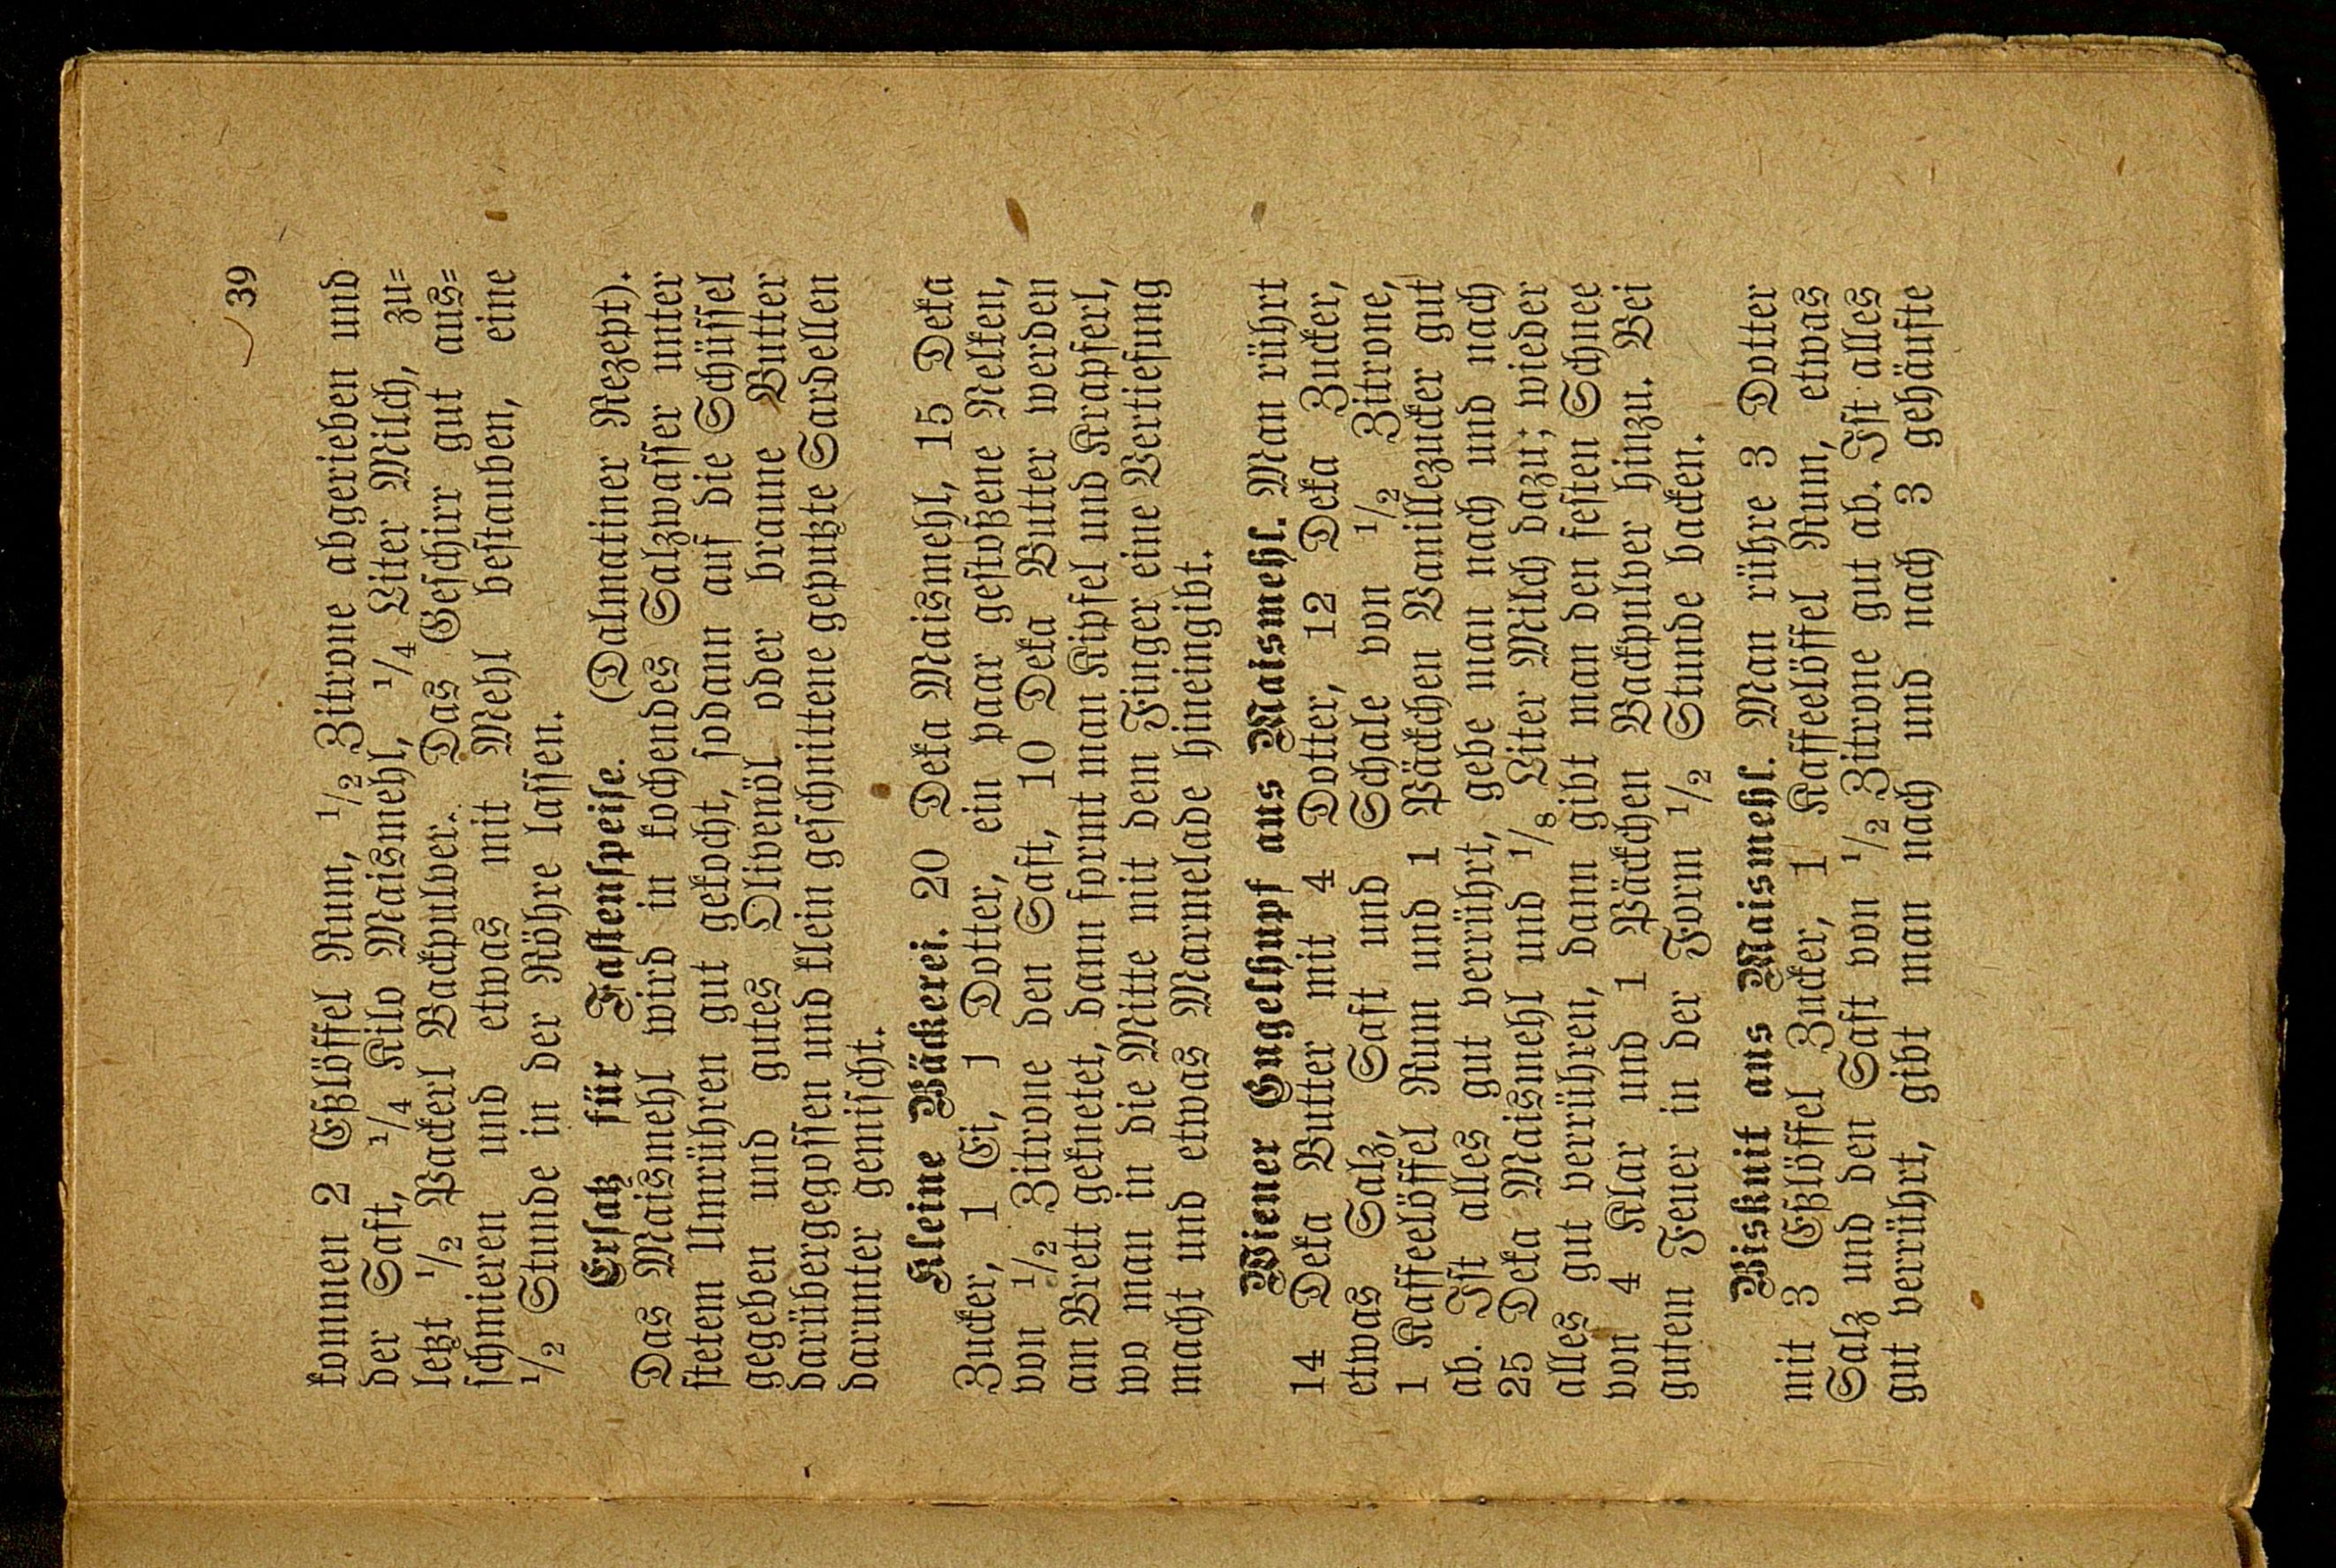 39
kommen 2 Eßlöffel Rum, 1/2 Zitrone abgerieben und
der Saft, 1/4 Kilo Maismehl, 1/4 Liter Milch, zu=
letzt 1/2 Packerl Backpulver. Das Geschirr gut aus=
schmieren und etwas mit Mehl bestauben, eine
1/2 Stunde in der Röhre lassen.
Ersatz für Fastenspeise. (Dalmatiner Rezept).
Das Maismehl wird in kochendes Salzwasser unter
stetem Umrühren gut gekocht, sodann auf die Schüssel
gegeben und gutes Olivenöl oder braune Butter
darübergegossen und klein geschnittene geputzte Sardellen
darunter gemischt.
Kleine Bäckerei. 20 Deka Maismehl, 15 Deka
Zucker, 1 Ei, 1 Dotter, ein paar gestoßene Nelken,
von 1/2 Zitrone den Saft, 10 Deka Butter werden
am Brett geknetet, dann formt man Kipfel und Krapferl,
wo man in die Mitte mit dem Finger eine Vertiefung
macht und etwas Marmelade hineingibt.
Wiener Gugelhupf aus Maismehl. Man rührt
14 Deka Butter mit 4 Dotter, 12 Deka Zucker,
etwas Salz, Saft und Schale von 1/2 Zitrone,
1 Kaffeelöffel Rum und 1 Päckchen Vanillezucker gut
ab. Ist alles gut verrührt, gebe man nach und nach
25 Deka Maismehl und 1/8 Liter Milch dazu; wieder
alles gut verrühren, dann gibt man den festen Schnee
von 4 Klar und 1 Päckchen Backpulver hinzu. Bei
gutem Feuer in der Form 1/2 Stunde backen.
Biskuit aus Maismehl. Man rühre 3 Dotter
mit 3 Eßlöffel Zucker, 1 Kaffeelöffel Rum, etwas
Salz und den Saft von 1/2 Zitrone gut ab. Ist alles
gut verrührt, gibt man nach und nach 3 gehäufte